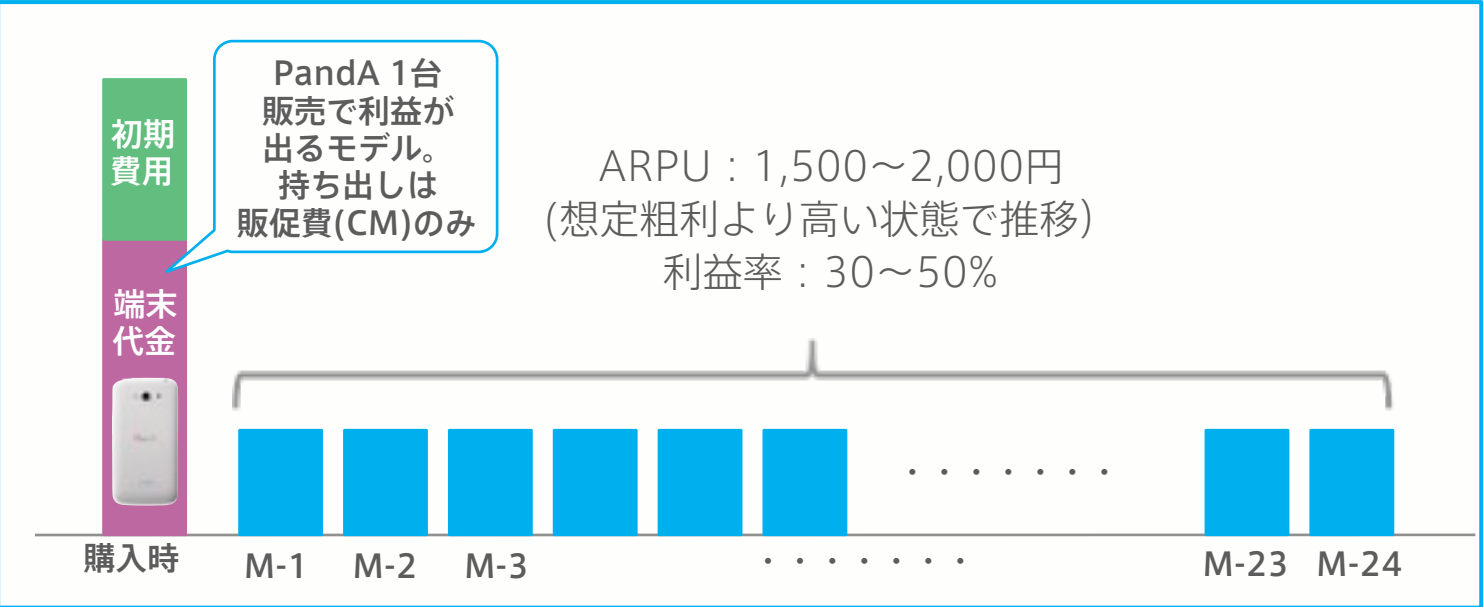 初期
費用
端末
代金
PandA 1台
販売で利益が
出るモデル。
持ち出しは
販促費(CM)のみ
ARPU：1,500～2,000円
(想定粗利より高い状態で推移）
利益率：30～50%
・・・・・・・
購入時
M-1
M-2
M-3
・・・・・・・
M-23
M-24